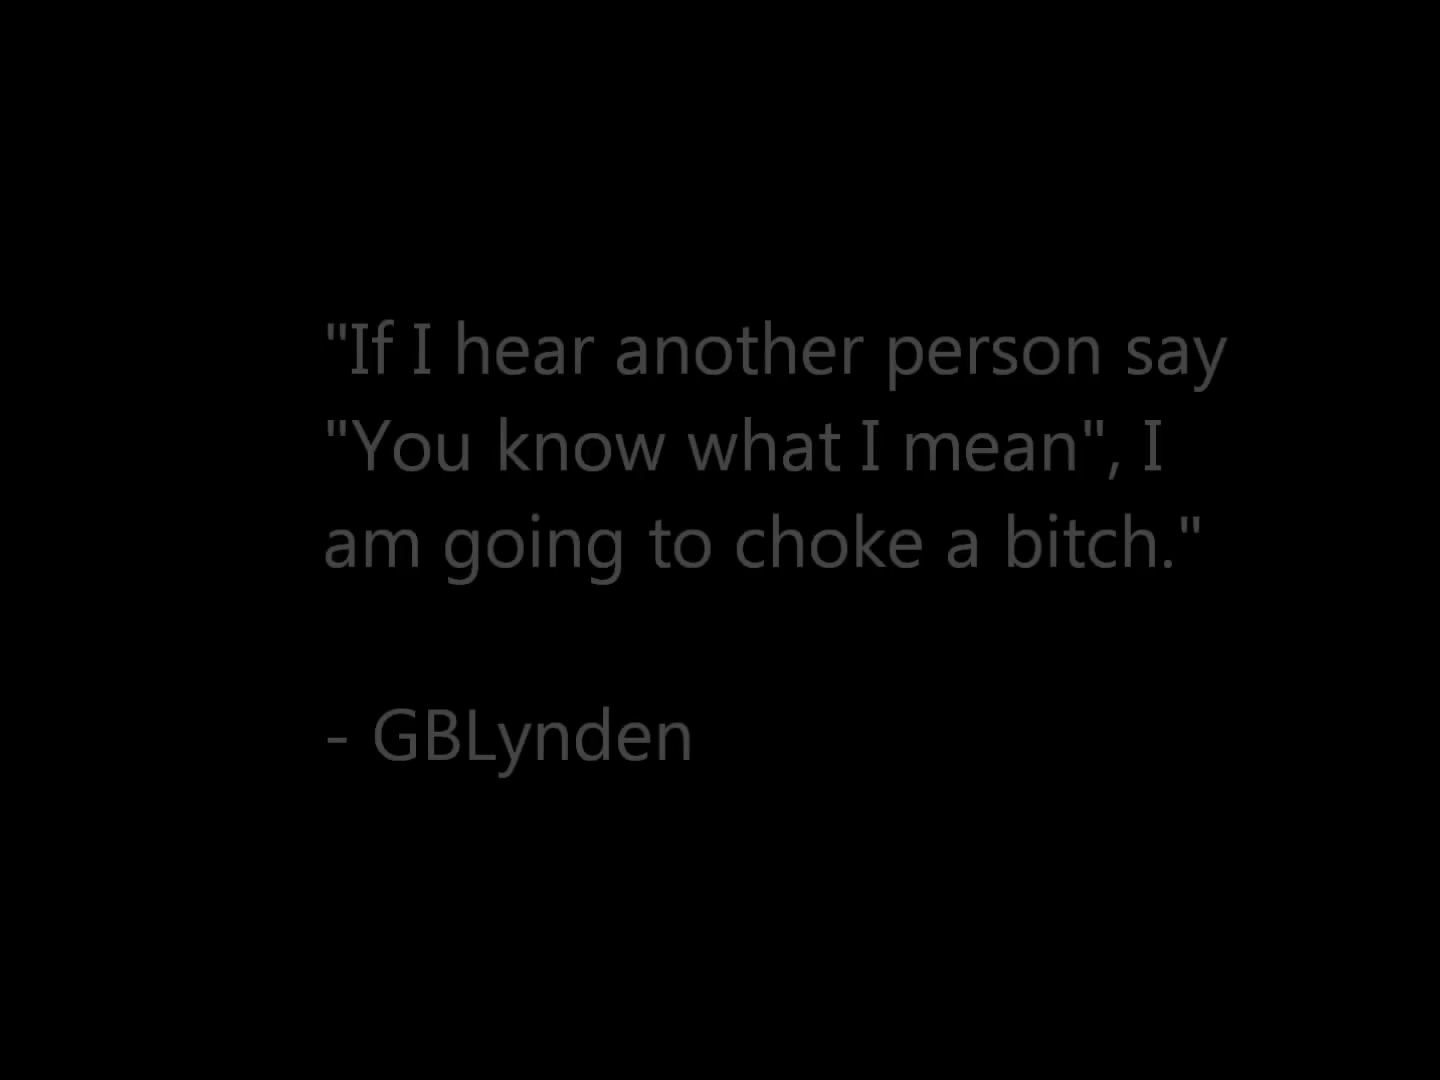 "If I hear another person say
"You know what I mean", I
am going to choke a bitch."
- GBLynden